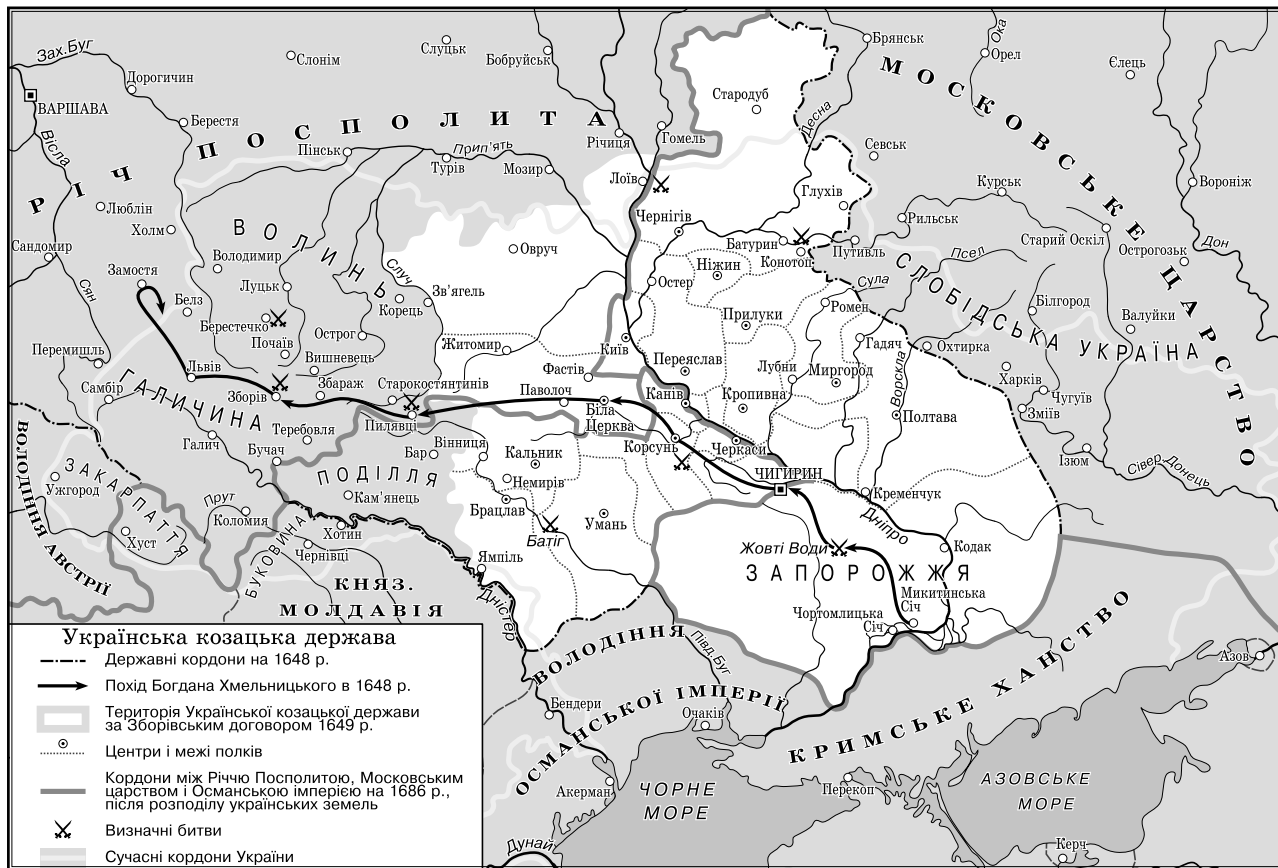 Зах.Буг
Дорогичин
ВАРШАВА
Вісла
Берестя
Слонім
Слуцьк
Бобруйськ
РІЧ ПОСПОЛИТА
Пінськ
Прип'ять
Турів
Мозир
Річиця
Гомель
Лоїв
Стародуб
Брянськ
Ока
Орел
Єлець
МОСКОВСЬКЕ ЦАРСТВО
Десна
Севськ
Глухів
Курськ
Вороніж
Рильськ
Старий Оскіл
Острогозьк
Дон
Люблін
Холм
Сандомир
Замостя
Сян
Белз
ВОЛИНЬ
Володимир
Луцьк
Берестечко
Почаїв
Острог
Вишневець
Корець
Случ
Зв'ягель
Овруч
Житомир
Чернігів
Батурин
Конотоп
Путивль
Ніжин
Остер
Псел
Сула
Ромен
СЛОБІДСЬКА УКРАЇНА
Білгород
Валуйки
Прилуки
Київ
Переяслав
Лубни
Гадяч
Миргород
Охтирка
Ворскла
Харків
Чугуїв
Зміїв
Ізюм
Сівер.Донець
Перемишль
Самбір
Львів
ГАЛИЧИНА
Зборів
Збараж
Старокостянтинів
Пилявці
Теребовля
Галич
Бучач
Фастів
Паволоч
Біла
Церква
Канів
Кропивна
Полтава
Корсунь
Черкаси
ЧИГИРИН
Кременчук
Дніпро
Вінниця
Бар
Кальник
Немирів
Брацлав
Батіг
Умань
ПОДІЛЛЯ
Кам'янець
Хотин
Ямпіль
Дністер
ВОЛОДІННЯ АВСТРІЇ
ЗАКАРПАТТЯ
Ужгород
Хуст
Прут
Коломия
БУКОВИНА
Чернівці
КНЯЗ.
МОЛДАВІЯ
Жовті Води
ЗАПОРОЖЖЯ
Кодак
Микитинська
Січ
Чортомлицька
Січ
Півд.Буг
ВОЛОДІННЯ
ОСМАНСЬКОЇ ІМПЕРІЇ
Бендери
Очаків
Акерман
Дунай
КРИМСЬКЕ ХАНСТВО
Азов
ЧОРНЕ
МОРЕ
Перекоп
АЗОВСЬКЕ
МОРЕ
Керч
Українська козацька держава
Державні кордони на 1648 р.
Похід Богдана Хмельницького в 1648 р.
Територія Української козацької держави
за Зборівським договором 1649 р.
Центри і межі полків
Кордони між Річчю Посполитою, Московським
царством і Османською імперією на 1686 р.,
після розподілу українських земель
Визначні битви
Сучасні кордони України